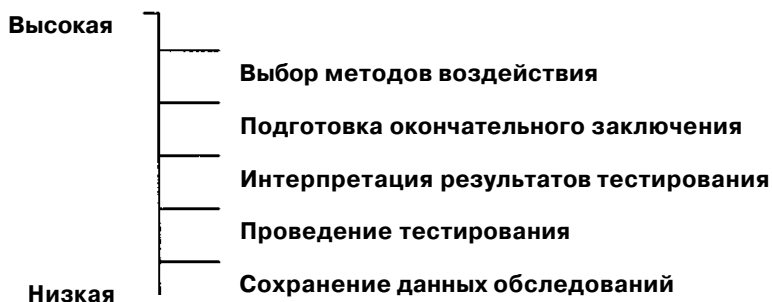 Высокая
Выбор методов воздействия
Подготовка окончательного заключения
Интерпретация результатов тестирования
Проведение тестирования
Сохранение данных обследований
Низкая